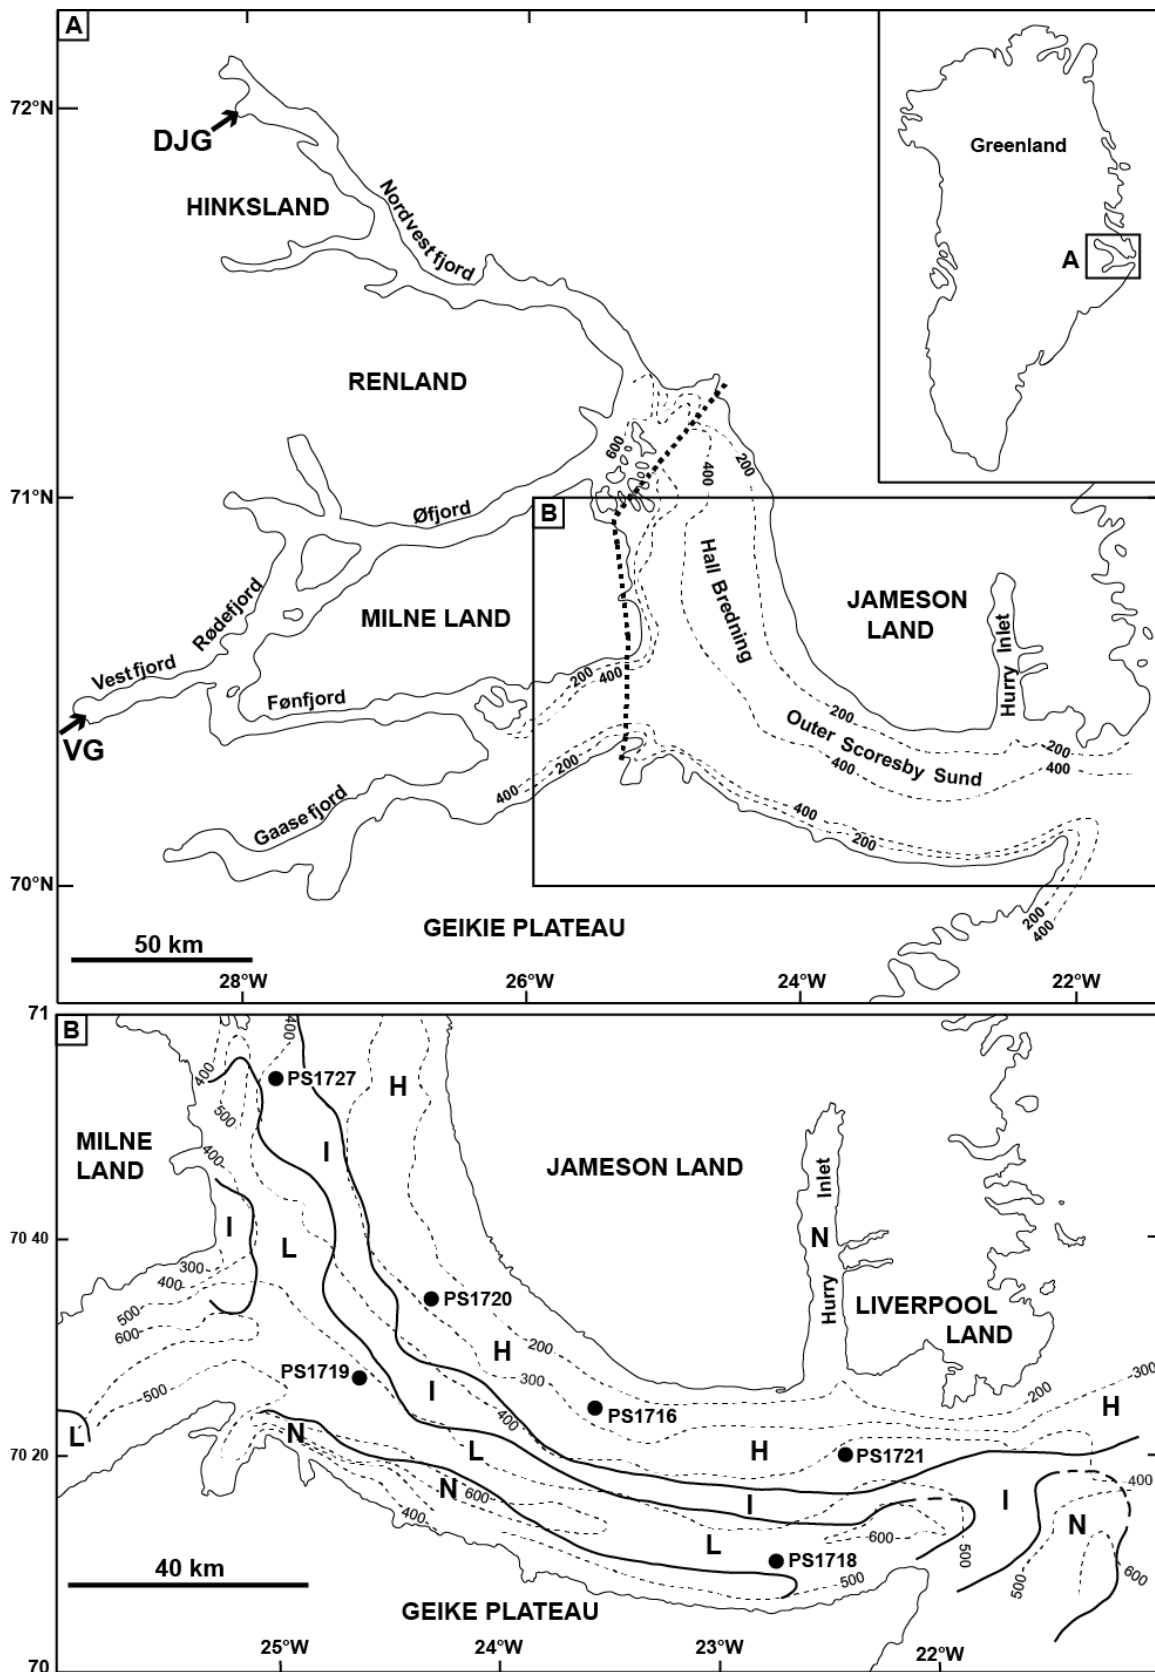 A
72°N
DJG
HINKSLAND
Nordvestfjord
Greenland
A
RENLAND
600
400
200
71°N
Øfjord
B
Hall Bredning
JAMESON
LAND
Hurry Inlet
MILNE LAND
Rødefjord
Vestfjord
VG
Fønfjord
200
400
200
Outer Scoresby Sund
400
200
400
400
200
Gaasefjord
400
200
70°N
GEIKIE PLATEAU
200
400
50 km
28°W
26°W
24°W
22°W
71
B
400
400
500
PS1727
H
MILNE
LAND
400
I
JAMESON LAND
Hurry Inlet
N
70 40
I
L
300
400
500
600
PS1720
LIVERPOOL
LAND
H
200
300
PS1719
I
400
PS1716
500
200
300
H
L
N
70 20
L
H
PS1721
400
N
600
400
I
I
N
L
600
500
PS1718
500
500
600
40 km
GEIKE PLATEAU
70
25°W
24°W
23°W
22°W